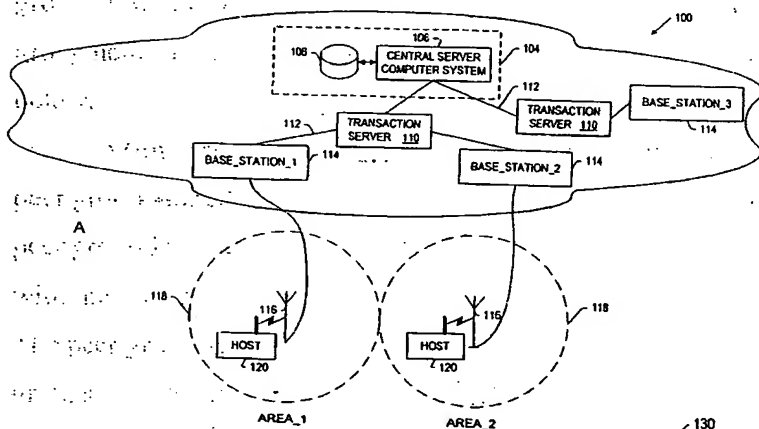 100
106
108
CENTRAL SERVER
COMPUTER SYSTEM
104
112
TRANSACTION
SERVER 110
BASE_STATION_3
114
112
TRANSACTION
SERVER 110
BASE_STATION_1
114
BASE_STATION_2
114
A
118
116
HOST
120
116
HOST
120
118
AREA_1
AREA_2
130